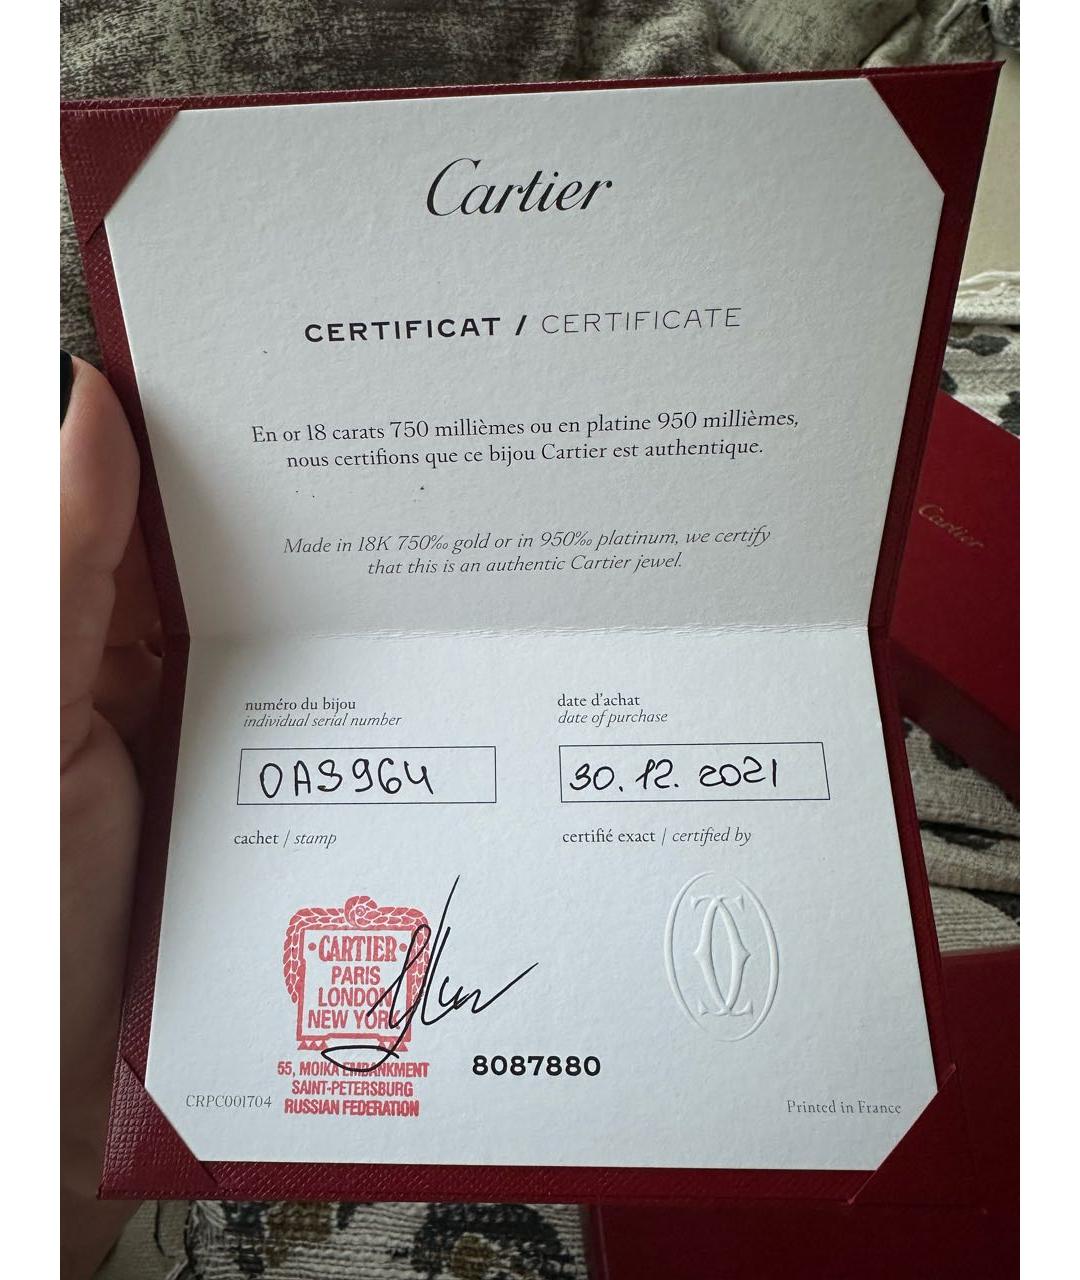 Cartier
CERTIFICAT / CERTIFICATE
En or 18 carats 750 millièmes ou en platine 950 millièmes,
nous certifions que ce bijou Cartier est authentique.
Made in 18K 750‰ gold or in 950‰ platinum, we certify
that this is an authentic Cartier jewel.
Cartier
numéro du bijou
individual serial number
date d'achat
date of purchase
OAS964
30.12.2021
cachet / stamp
certifié exact / certified by
CARTIER
PARIS
LONDON
NEW YORK
55, MOIKA EMBANKMENT
SAINT-PETERSBURG
RUSSIAN FEDERATION
8087880
CRPC001704
Printed in France